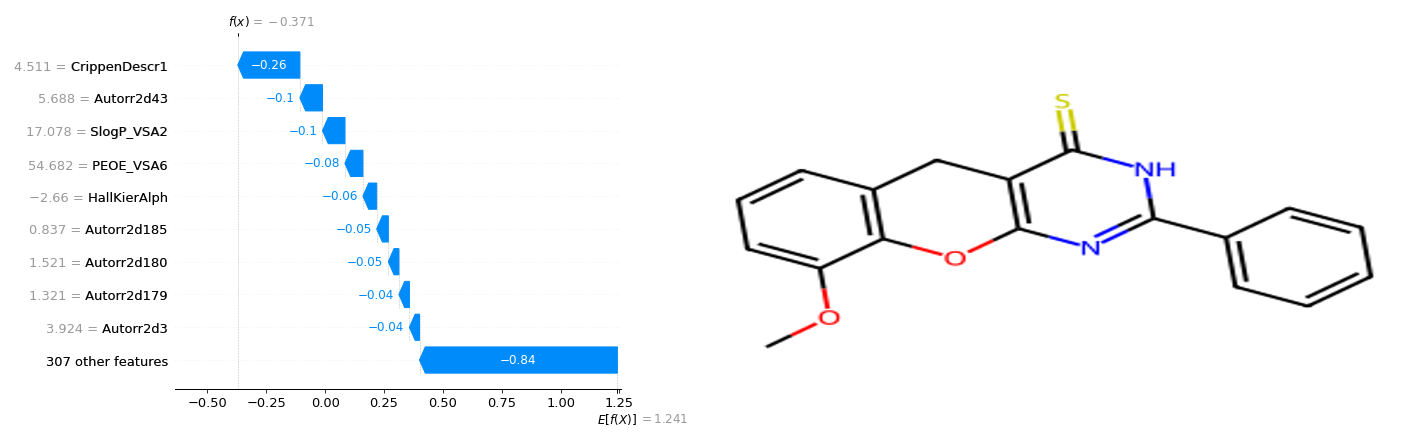 f(x) = −0.371
4.511 = CrippenDescr1
−0.26
5.688 = Autorr2d43
−0.1
17.078 = SlogP_VSA2
−0.1
54.682 = PEOE_VSA6
−0.08
−2.66 = HallKierAlph
−0.06
0.837 = Autorr2d185
−0.05
1.521 = Autorr2d180
−0.05
1.321 = Autorr2d179
−0.04
3.924 = Autorr2d3
−0.04
307 other features
−0.84
−0.50 −0.25 0.00 0.25 0.50 0.75 1.00 1.25
E[f(X)] = 1.241
S
NH
N
O
O